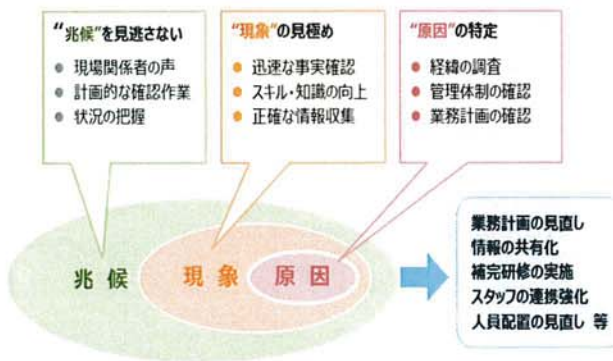 “兆候”を見逃さない
● 現場関係者の声
● 計画的な確認作業
● 状況の把握
“現象”の見極め
● 迅速な事実確認
● スキル・知識の向上
● 正確な情報収集
“原因”の特定
● 経緯の調査
● 管理体制の確認
● 業務計画の確認
兆候
現象
原因
業務計画の見直し
情報の共有化
補完研修の実施
スタッフの連携強化
人員配置の見直し 等